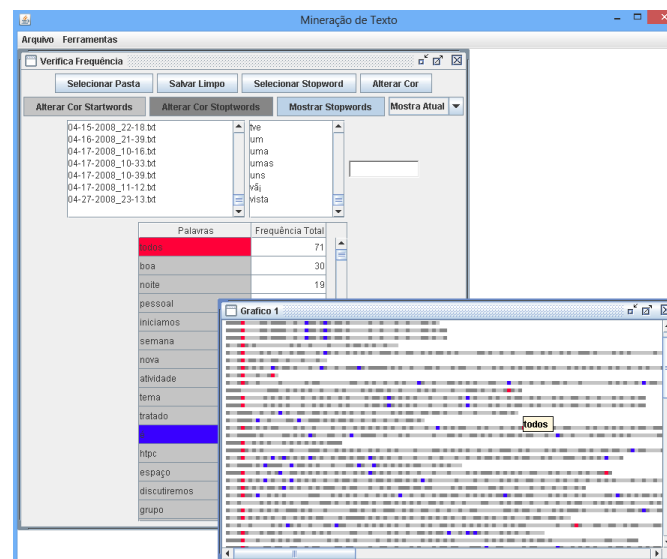 Mineração de Texto
Arquivo Ferramentas
Verifica Frequência
Selecionar Pasta Salvar Limpo Selecionar Stopword Alterar Cor
Alterar Cor Startwords Alterar Cor Stoptwords Mostrar Stopwords Mostra Atual
04-15-2008_22-18.txt
04-16-2008_21-39.txt
04-17-2008_10-16.txt
04-17-2008_10-33.txt
04-17-2008_10-39.txt
04-17-2008_11-12.txt
04-27-2008_23-13.txt
tve
um
uma
umas
uns
vãj
vista
Palavras Frequência Total
todos 71
boa 30
noite 19
pessoal
iniciamos
semana
nova
atividade
tema
tratado
htpc
espaço
discutiremos
grupo
Grafico 1
todos